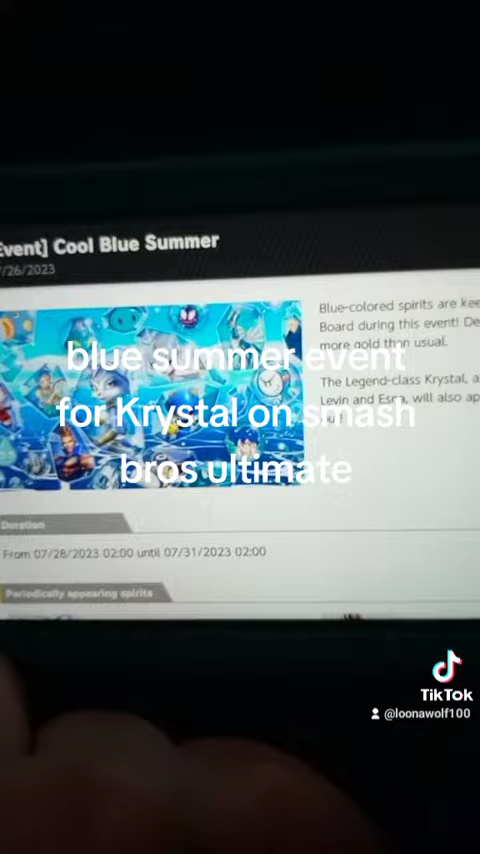 Event] Cool Blue Summer
/26/2023
Blue-colored spirits are kee
Board during this event! De
more gold than usual.
The Legend-class Krystal, a
Levin and Esna, will also ap
blue summer event
for Krystal on smash
bros ultimate
Duration
From 07/28/2023 02:00 until 07/31/2023 02:00
Periodically appearing spirits
TikTok
@loonawolf100